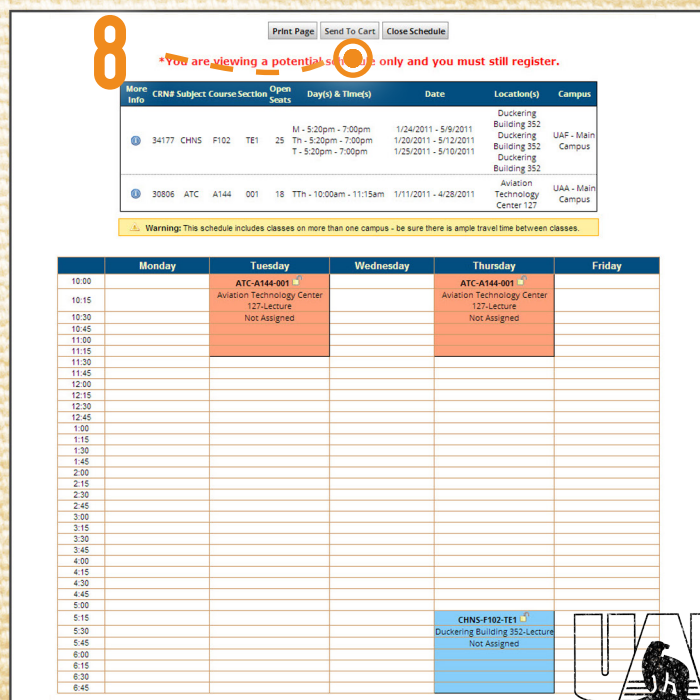 8
Print Page Send To Cart Close Schedule
*You are viewing a potential schedule only and you must still register.
More Info CRN# Subject Course Section Open Seats Day(s) & Time(s) Date Location(s) Campus
34177 CHNS F102 TE1 25
M - 5:20pm - 7:00pm
Th - 5:20pm - 7:00pm
T - 5:20pm - 7:00pm
1/24/2011 - 5/9/2011
1/20/2011 - 5/12/2011
1/25/2011 - 5/10/2011
Duckering
Building 352
Duckering
Building 352
Duckering
Building 352
UAF - Main
Campus
30806 ATC A144 001 18 TTh - 10:00am - 11:15am 1/11/2011 - 4/28/2011
Aviation
Technology
Center 127
UAA - Main
Campus
Warning: This schedule includes classes on more than one campus - be sure there is ample travel time between classes.
Monday Tuesday Wednesday Thursday Friday
10:00 ATC-A144-001 ATC-A144-001
Aviation Technology Center Aviation Technology Center
10:15 127-Lecture 127-Lecture
10:30 Not Assigned Not Assigned
10:45
11:00
11:15
11:30
11:45
12:00
12:15
12:30
12:45
1:00
1:15
1:30
1:45
2:00
2:15
2:30
2:45
3:00
3:15
3:30
3:45
4:00
4:15
4:30
4:45
5:00
5:15 CHNS-F102-TE1
5:30 Duckering Building 352-Lecture
5:45 Not Assigned
6:00
6:15
6:30
6:45